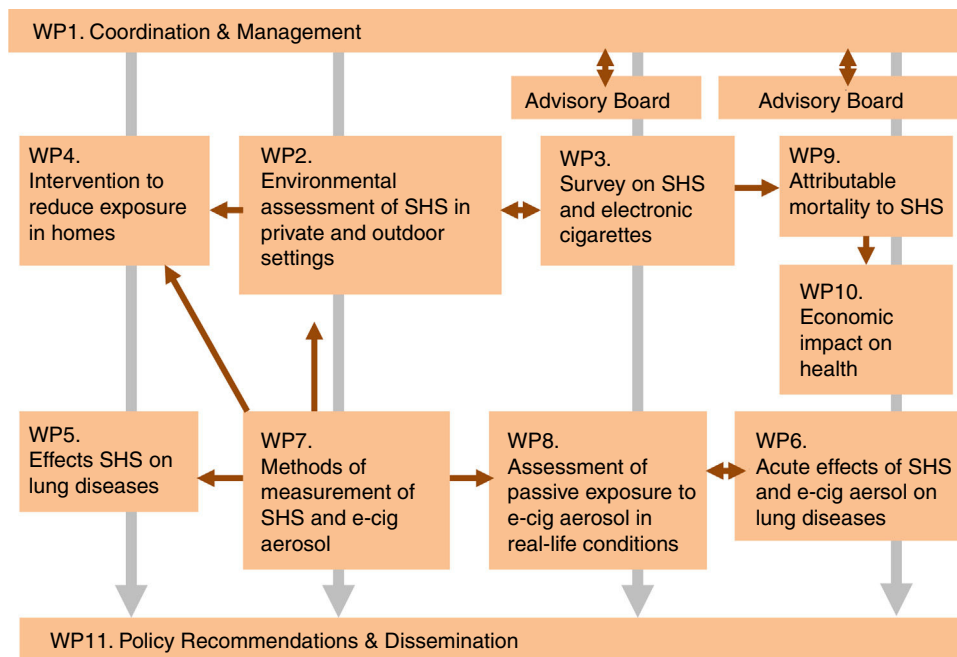 WP1. Coordination & Management
Advisory Board
Advisory Board
WP4.
Intervention to
reduce exposure
in homes
WP2.
Environmental
assessment of SHS in
private and outdoor
settings
WP3.
Survey on SHS
and electronic
cigarettes
WP9.
Attributable
mortality to SHS
WP10.
Economic
impact on
health
WP5.
Effects SHS on
lung diseases
WP7.
Methods of
measurement of
SHS and e-cig
aerosol
WP8.
Assessment of
passive exposure to
e-cig aerosol in
real-life conditions
WP6.
Acute effects of SHS
and e-cig aersol on
lung diseases
WP11. Policy Recommendations & Dissemination